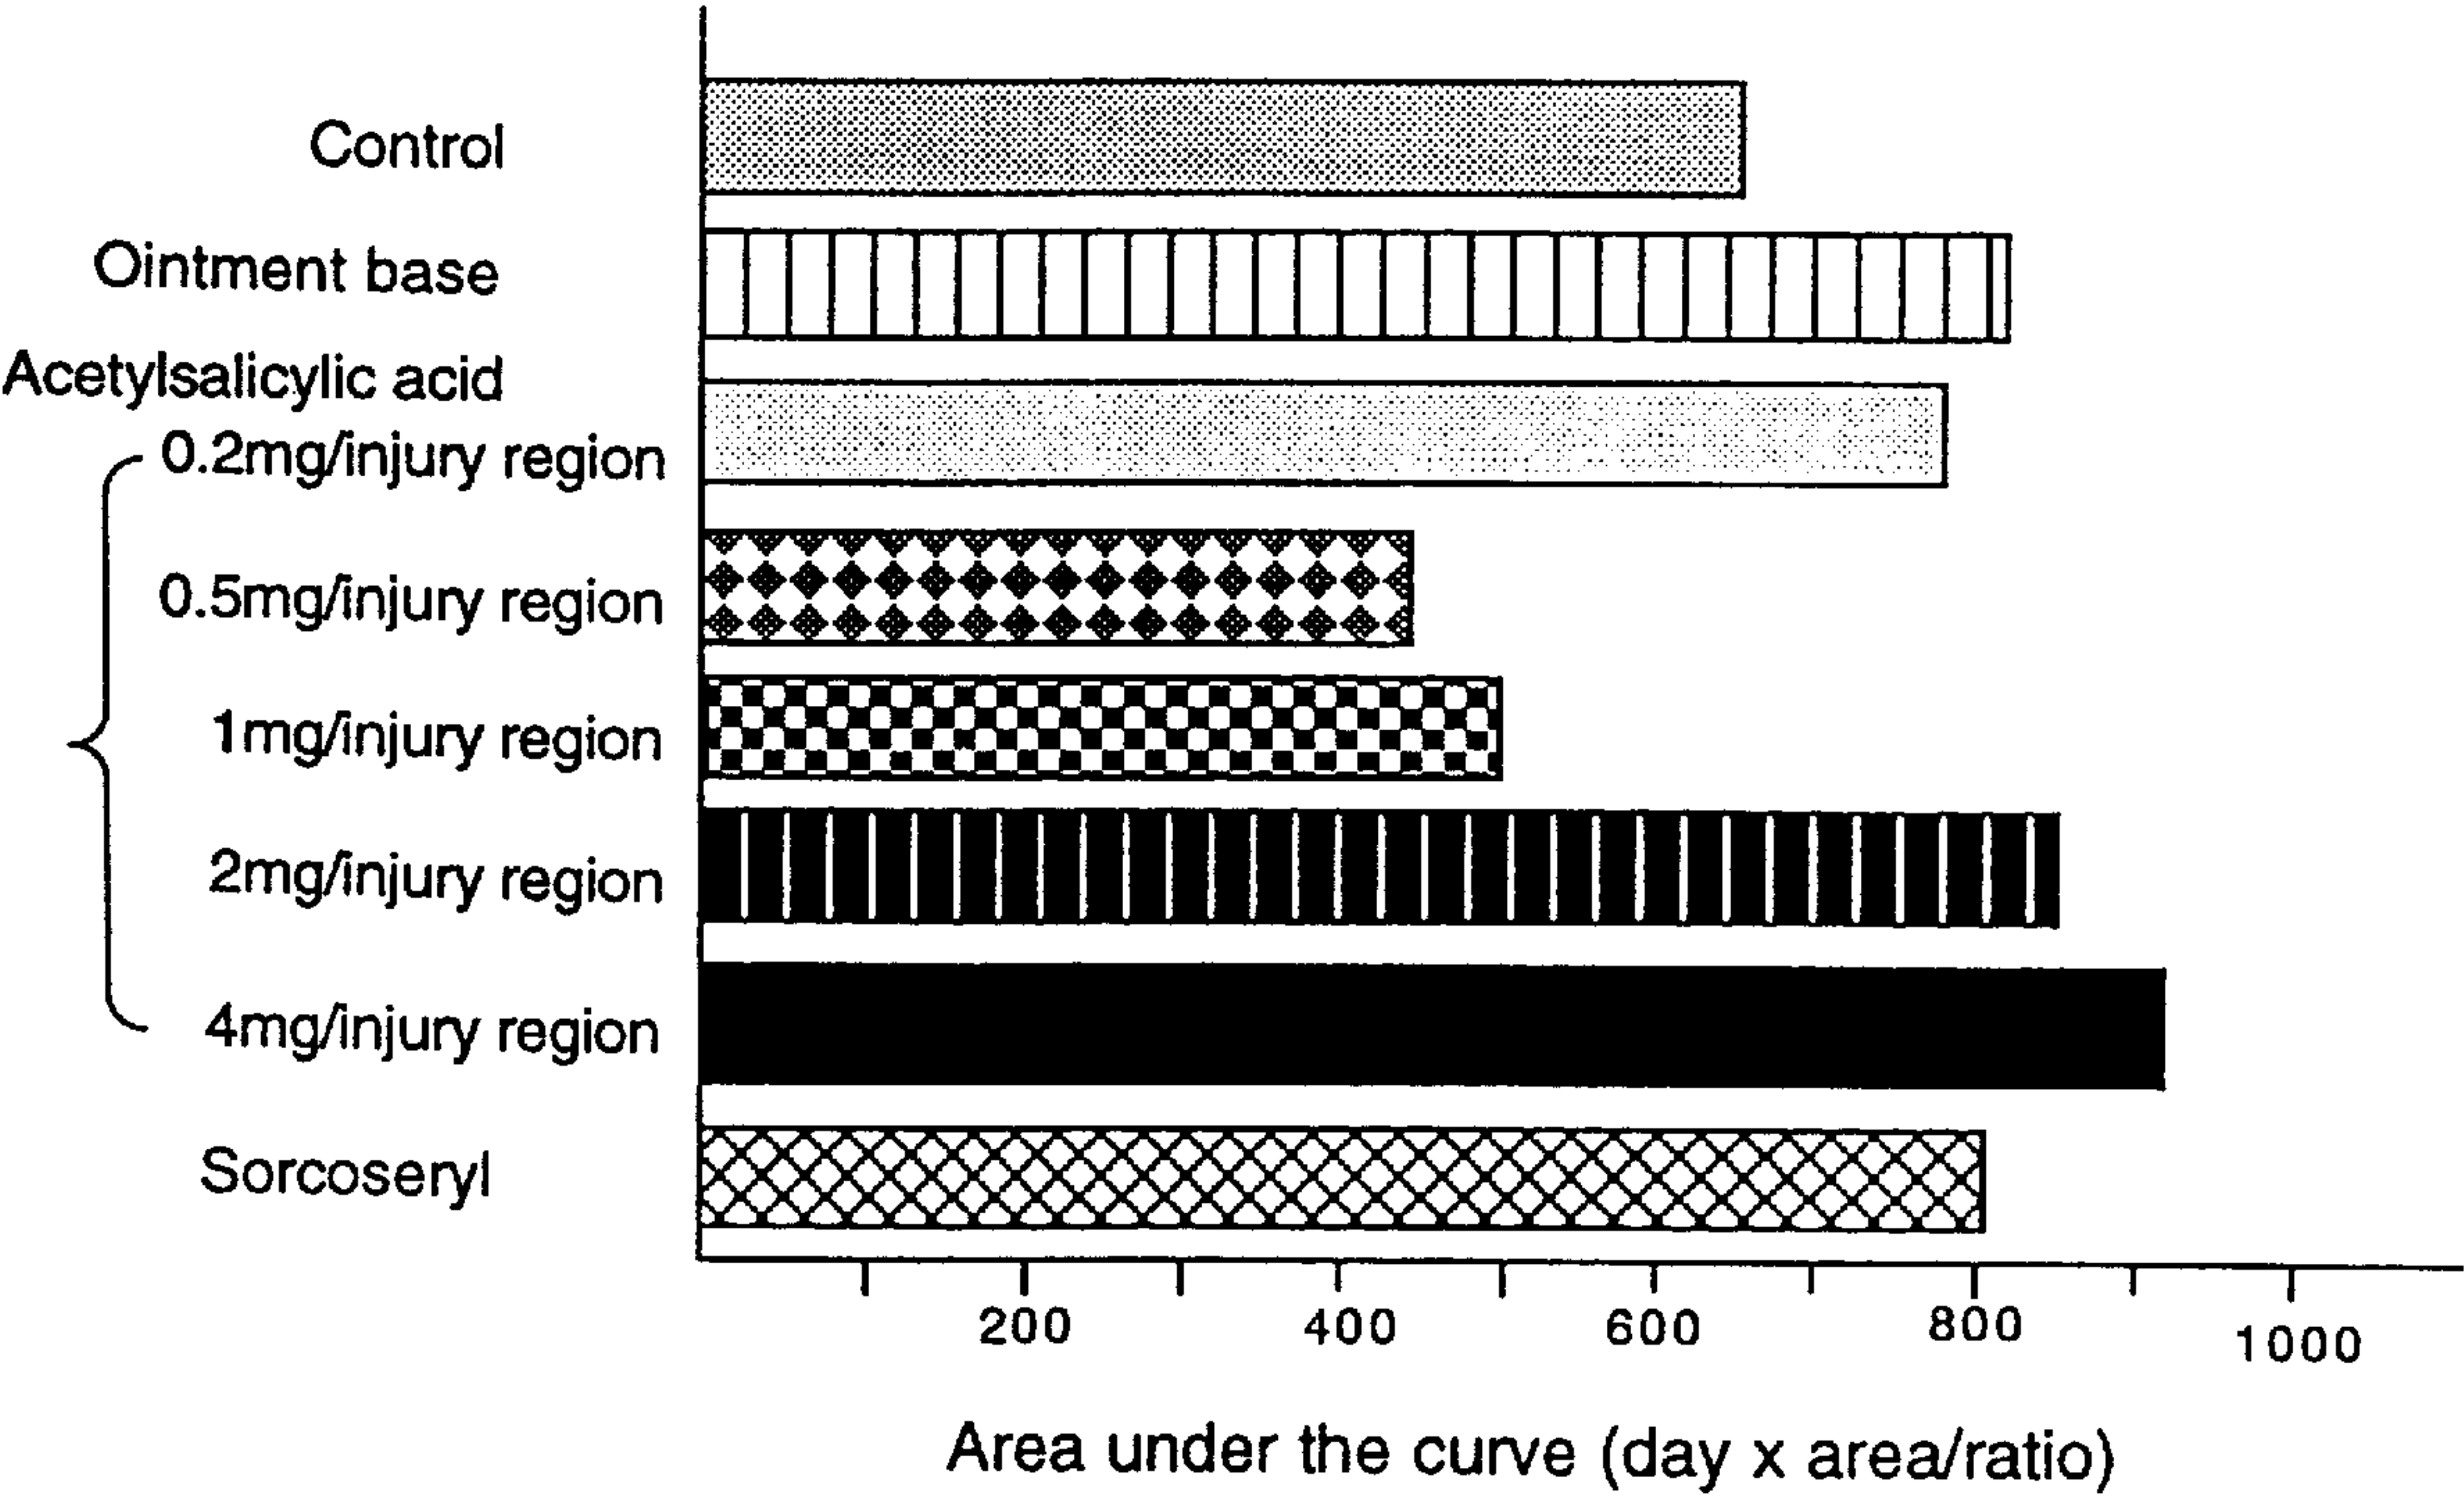 Control
Ointment base
Acetylsalicylic acid
0.2mg/injury region
0.5mg/injury region
1mg/injury region
2mg/injury region
4mg/injury region
Sorcoseryl
200 400 600 800 1000
Area under the curve (day x area/ratio)